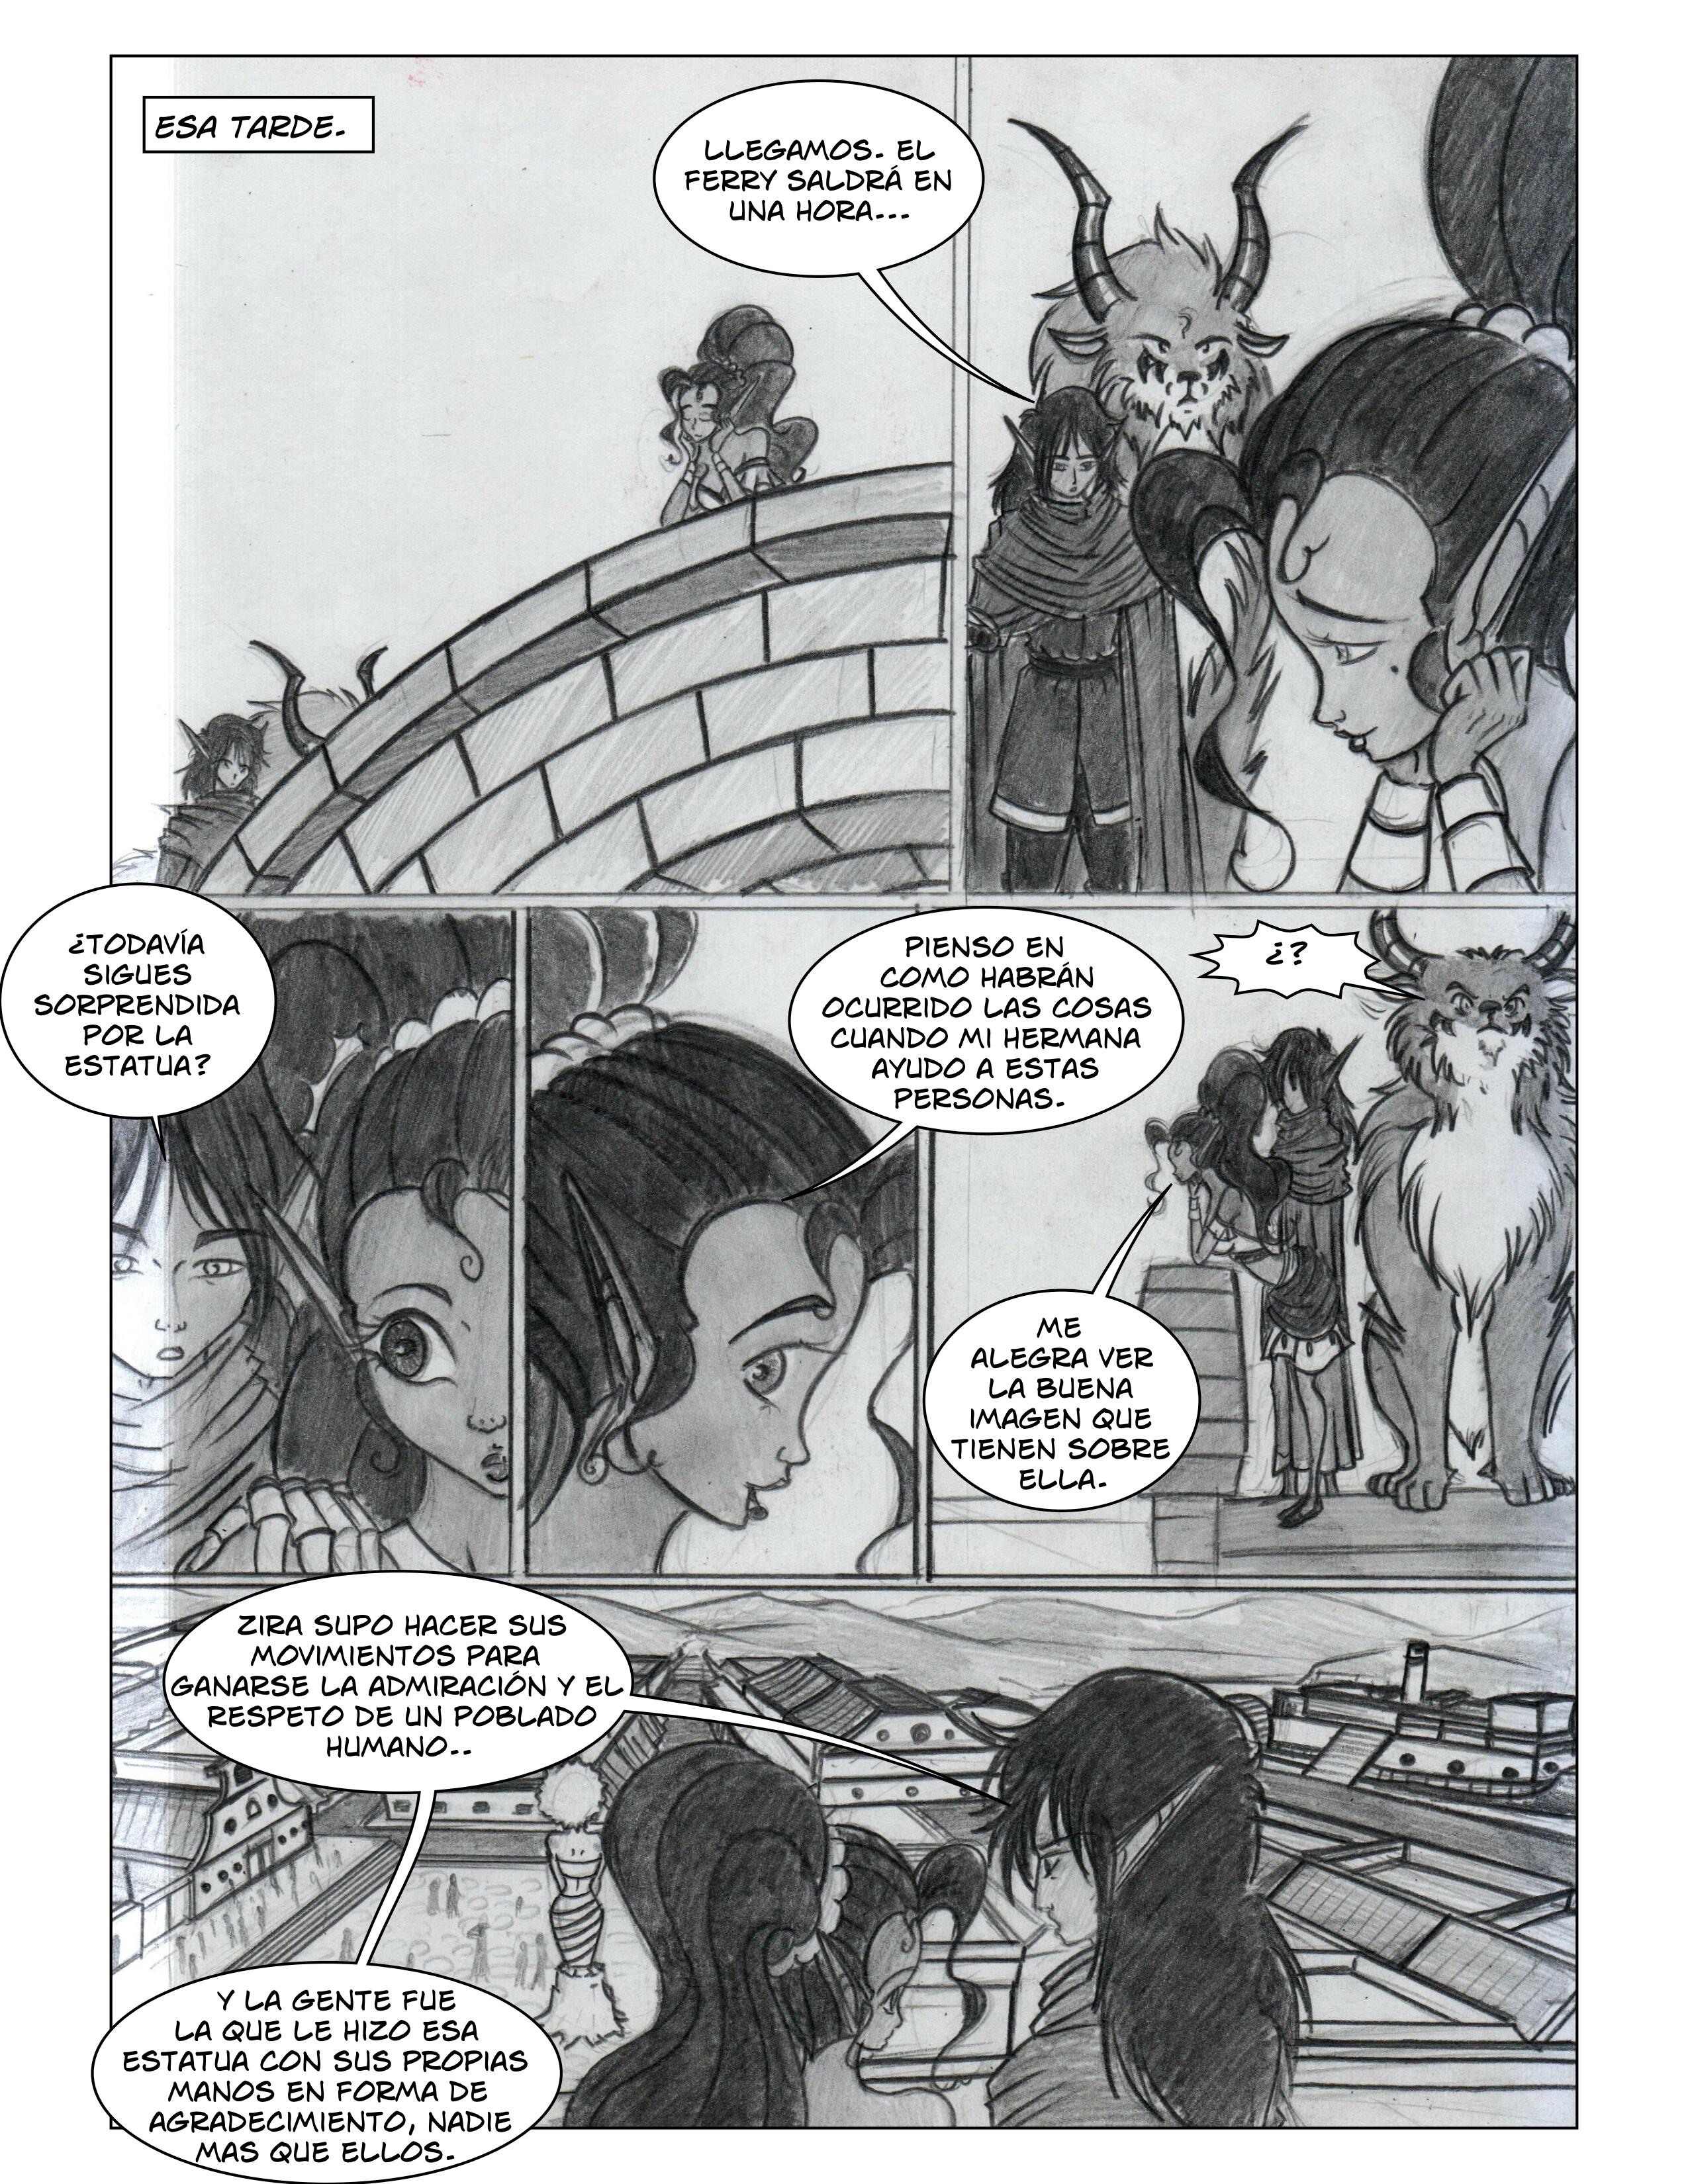 ESA TARDE.
LLEGAMOS. EL
FERRY SALDRÁ EN
UNA HORA...
¿TODAVÍA
SIGUES
SORPRENDIDA
POR LA
ESTATUA?
PIENSO EN
COMO HABRÁN
OCURRIDO LAS COSAS
CUANDO MI HERMANA
AYUDO A ESTAS
PERSONAS.
¿?
ME
ALEGRA VER
LA BUENA
IMAGEN QUE
TIENEN SOBRE
ELLA.
ZIRA SUPO HACER SUS
MOVIMIENTOS PARA
GANARSE LA ADMIRACIÓN Y EL
RESPETO DE UN POBLADO
HUMANO..
Y LA GENTE FUE
LA QUE LE HIZO ESA
ESTATUA CON SUS PROPIAS
MANOS EN FORMA DE
AGRADECIMIENTO, NADIE
MAS QUE ELLOS.